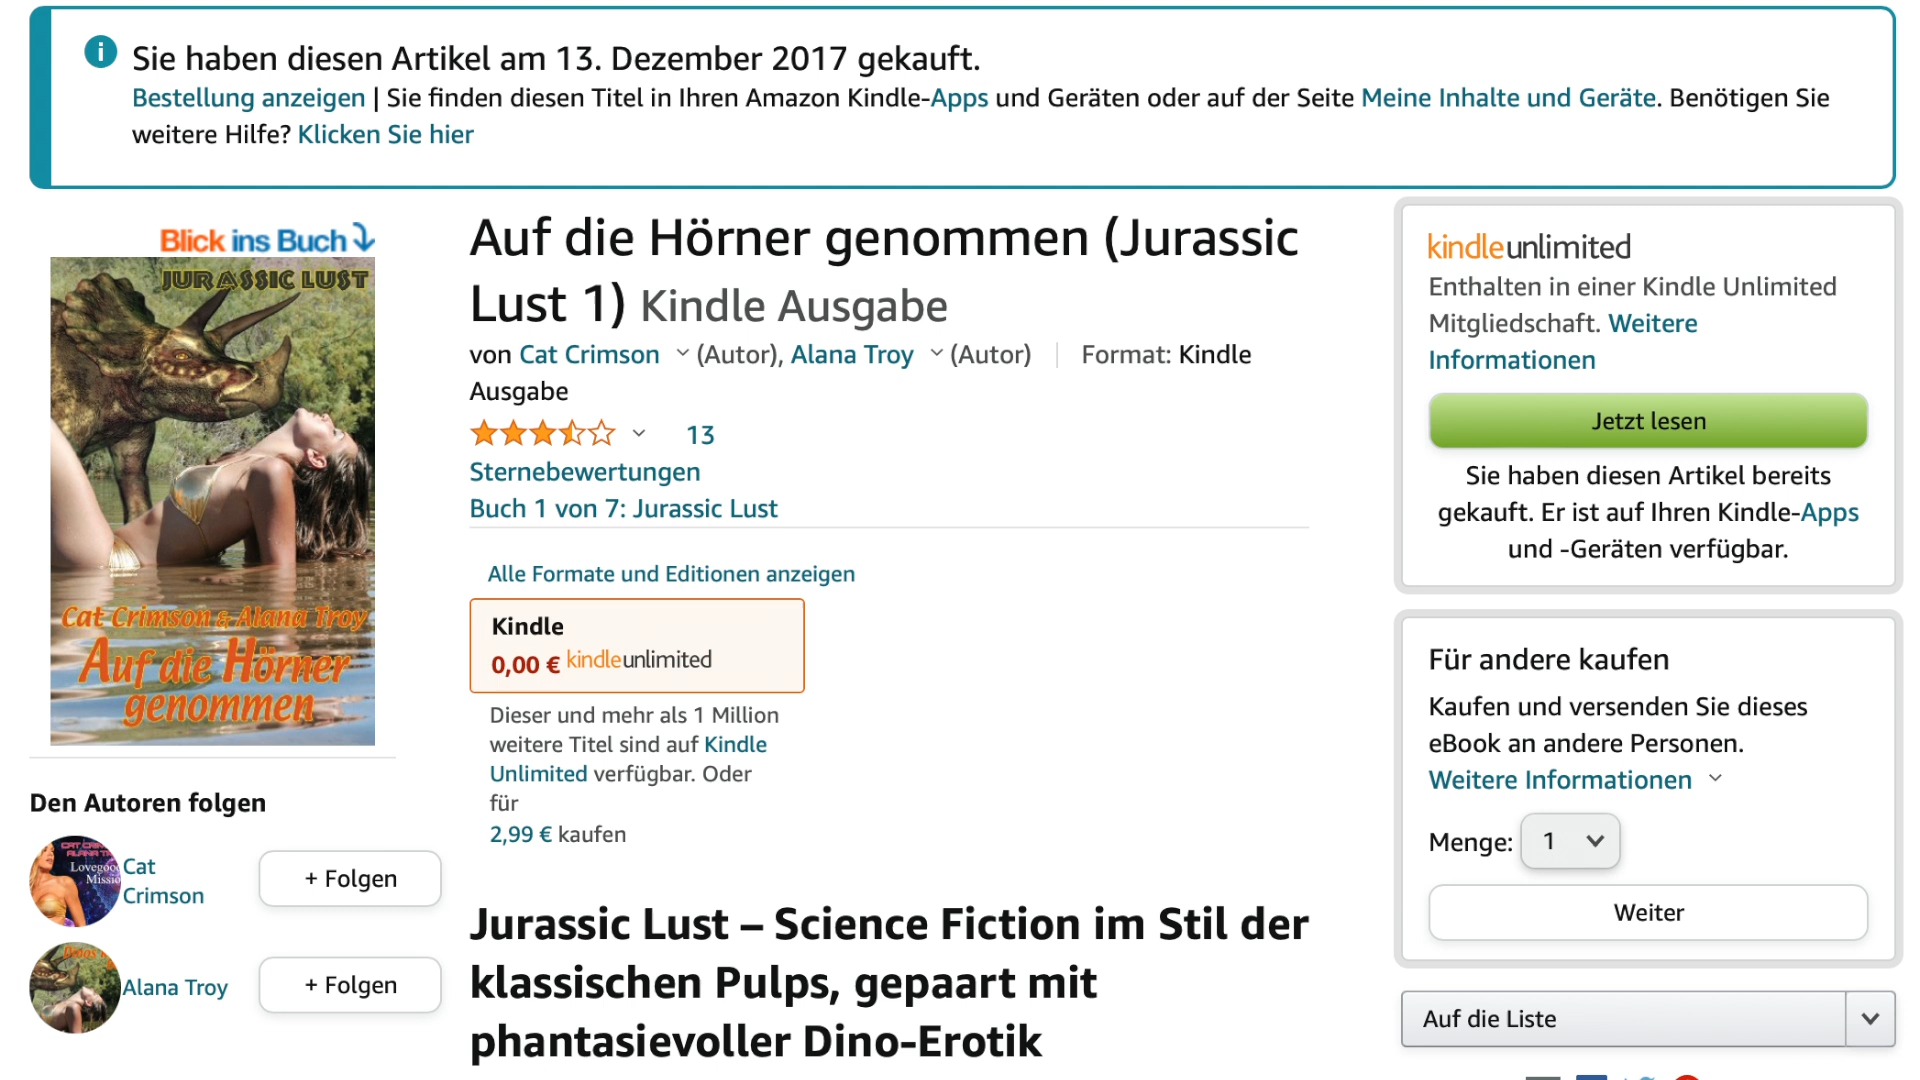 Sie haben diesen Artikel am 13. Dezember 2017 gekauft.
Bestellung anzeigen | Sie finden diesen Titel in Ihren Amazon Kindle-Apps und Geräten oder auf der Seite Meine Inhalte und Geräte. Benötigen Sie
weitere Hilfe? Klicken Sie hier
Blick ins Buch
JURASSIC LUST
Cat Crimson & Alana Troy
Auf die Hörner
genommen
Den Autoren folgen
Cat
Crimson
+ Folgen
Alana Troy
+ Folgen
Auf die Hörner genommen (Jurassic
Lust 1) Kindle Ausgabe
von Cat Crimson (Autor), Alana Troy (Autor) | Format: Kindle
Ausgabe
13
Sternebewertungen
Buch 1 von 7: Jurassic Lust
Alle Formate und Editionen anzeigen
Kindle
0,00 € kindleunlimited
Dieser und mehr als 1 Million
weitere Titel sind auf Kindle
Unlimited verfügbar. Oder
für
2,99 € kaufen
Jurassic Lust – Science Fiction im Stil der
klassischen Pulps, gepaart mit
phantasievoller Dino-Erotik
kindleunlimited
Enthalten in einer Kindle Unlimited
Mitgliedschaft. Weitere
Informationen
Jetzt lesen
Sie haben diesen Artikel bereits
gekauft. Er ist auf Ihren Kindle-Apps
und -Geräten verfügbar.
Für andere kaufen
Kaufen und versenden Sie dieses
eBook an andere Personen.
Weitere Informationen
Menge: 1
Weiter
Auf die Liste